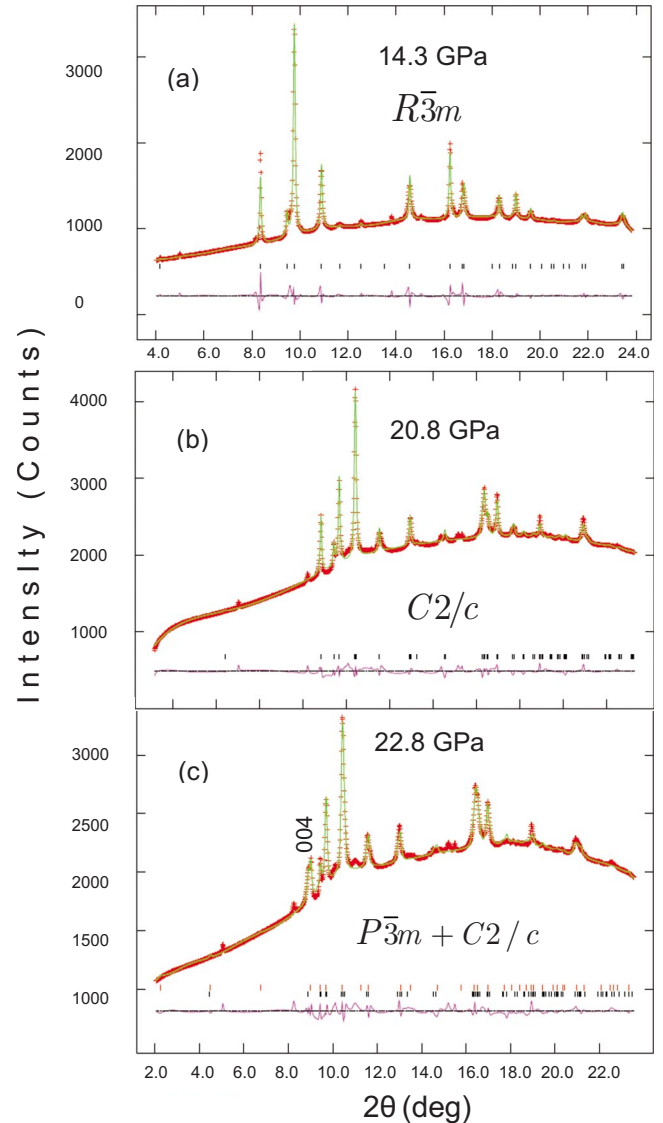 Intensity (Counts)
(a)
14.3 GPa
R3̄m
3000
2000
1000
0
4.0 6.0 8.0 10.0 12.0 14.0 16.0 18.0 20.0 22.0 24.0
(b)
20.8 GPa
C2/c
4000
3000
2000
1000
(c)
22.8 GPa
004
P3̄m + C2/c
3000
2500
2000
1500
1000
2.0 4.0 6.0 8.0 10.0 12.0 14.0 16.0 18.0 20.0 22.0
2θ (deg)